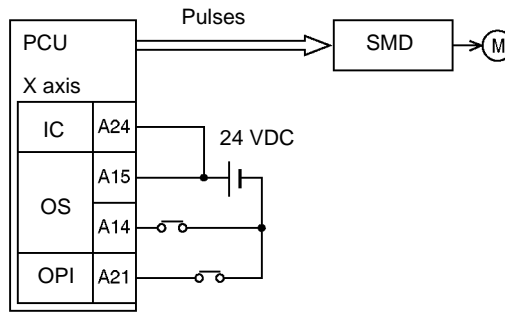 Pulses
PCU
SMD
M
X axis
IC
A24
24 VDC
A15
OS
A14
OPI
A21